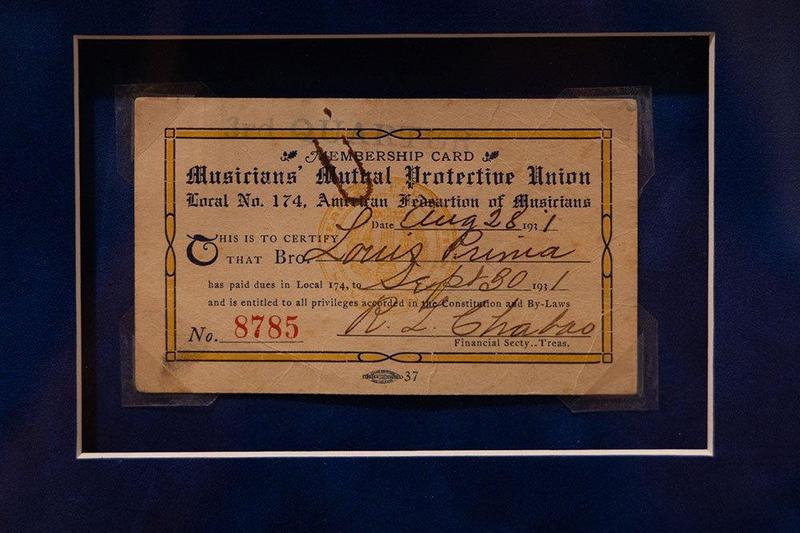 MEMBERSHIP CARD
Musicians' Mutual Protective Union
Local No. 174, American Federartion of Musicians
Date Aug 28 1931
THIS IS TO CERTIFY
THAT Bro. Louis Prima
has paid dues in Local 174, to Sept 30 1931
and is entitled to all privileges accorded in the Constitution and By-Laws
No. 8785 R. L. Chabao
Financial Secty..Treas.
37